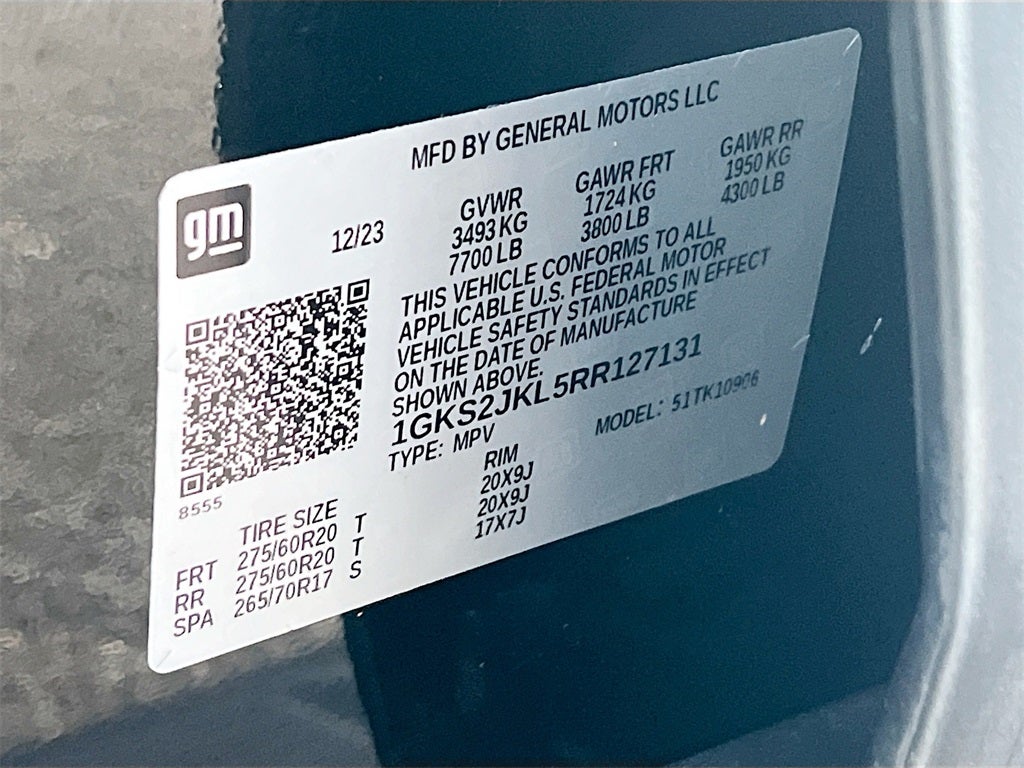 MFD BY GENERAL MOTORS LLC
gm
12/23
GVWR GAWR FRT GAWR RR
3493 KG 1724 KG 1950 KG
7700 LB 3800 LB 4300 LB
THIS VEHICLE CONFORMS TO ALL
APPLICABLE U.S. FEDERAL MOTOR
VEHICLE SAFETY STANDARDS IN EFFECT
ON THE DATE OF MANUFACTURE
SHOWN ABOVE.
1GKS2JKL5RR127131
TYPE: MPV MODEL: 51TK10906
8555
TIRE SIZE RIM
FRT 275/60R20 T 20X9J
RR 275/60R20 T 20X9J
SPA 265/70R17 S 17X7J